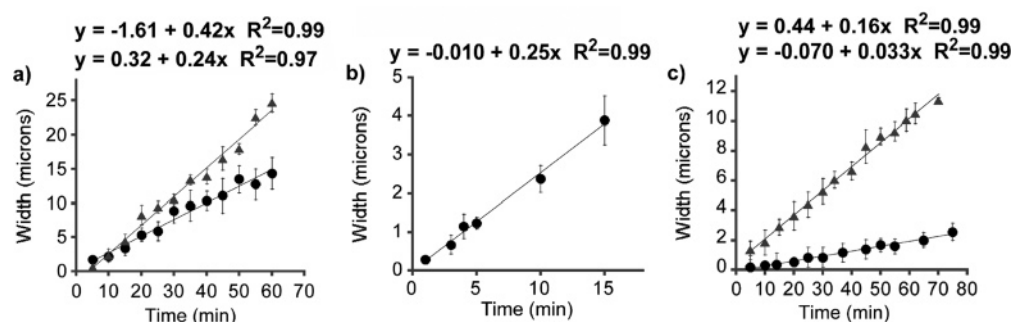 y = -1.61 + 0.42x R²=0.99
y = 0.32 + 0.24x R²=0.97
a)
Width (microns)
25
20
15
10
5
0
0 10 20 30 40 50 60 70
Time (min)
y = -0.010 + 0.25x R²=0.99
b)
Width (microns)
5
4
3
2
1
0
0 5 10 15
Time (min)
y = 0.44 + 0.16x R²=0.99
y = -0.070 + 0.033x R²=0.99
c)
Width (microns)
12
10
8
6
4
2
0
0 10 20 30 40 50 60 70 80
Time (min)